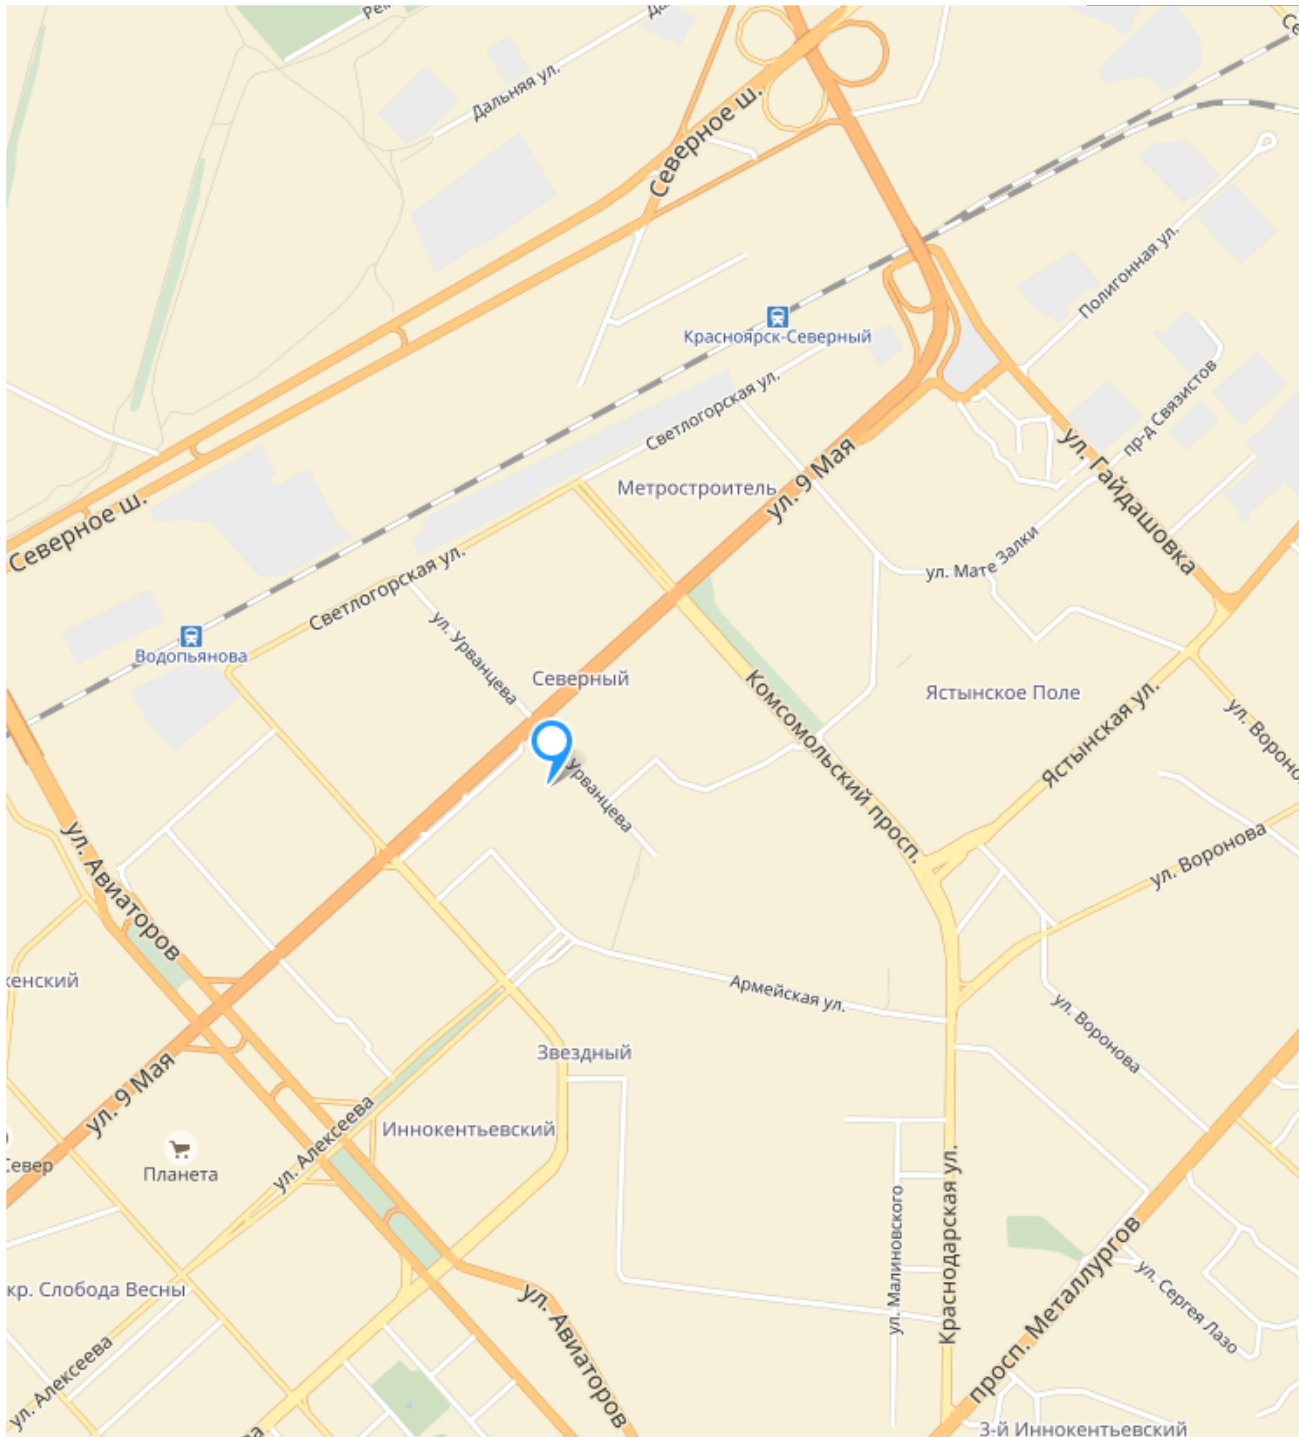 Дальняя ул.
Северное ш.
Полигонная ул.
Красноярск-Северный
Светлогорская ул.
пр-д Связистов
ул. Гайдашовка
ул. 9 Мая
Метростроитель
Северное ш.
ул. Мате Залки
Светлогорская ул.
ул. Урванцева
Водопьянова
Северный
Комсомольский просп.
Ястынское Поле
Ястынская ул.
Урванцева
ул. Воронова
ул. Авиаторов
Армейская ул.
ул. Воронова
Звездный
ул. 9 Мая
ул. Алексеева
Иннокентьевский
Планета
Краснодарская ул.
ул. Малиновского
просп. Металлургов
ул. Сергея Лазо
кр. Слобода Весны
ул. Авиаторов
ул. Алексеева
3-й Иннокентьевский